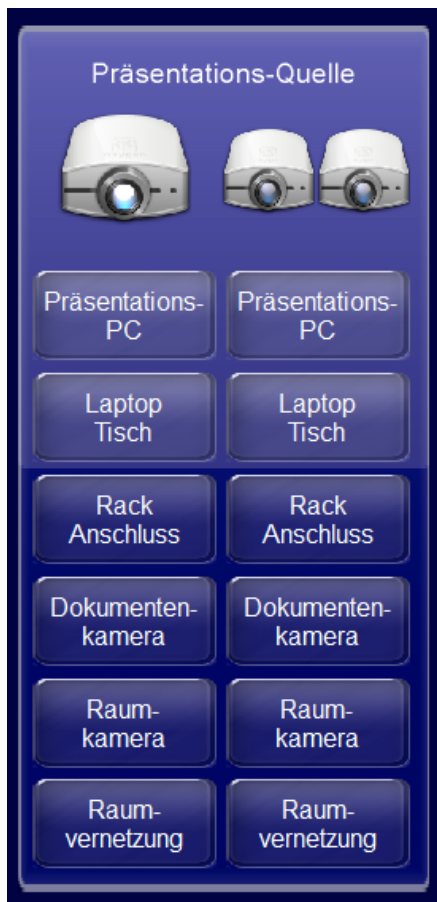 Präsentations-Quelle
Präsentations-
PC
Präsentations-
PC
Laptop
Tisch
Laptop
Tisch
Rack
Anschluss
Rack
Anschluss
Dokumenten-
kamera
Dokumenten-
kamera
Raum-
kamera
Raum-
kamera
Raum-
vernetzung
Raum-
vernetzung